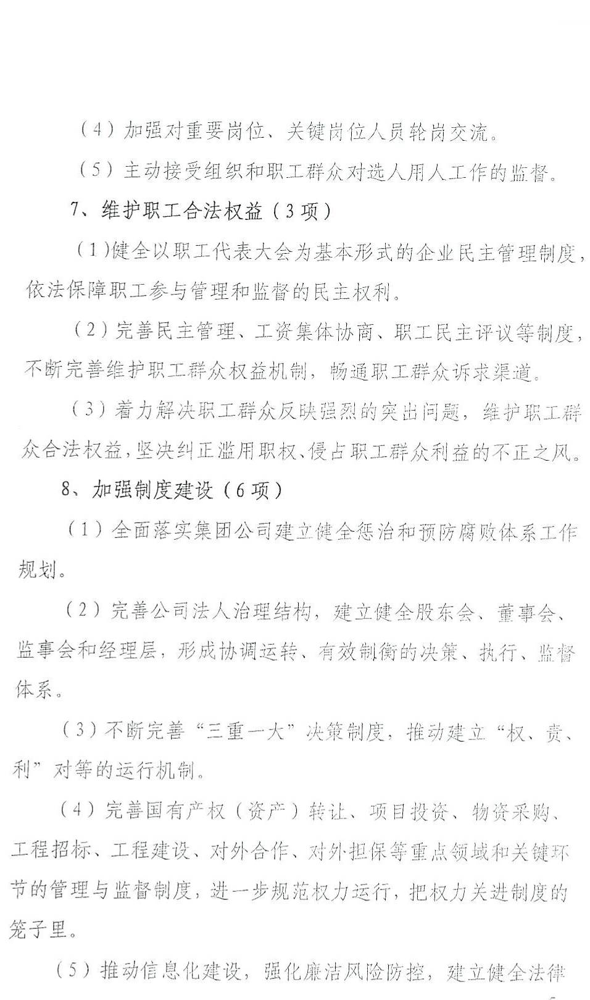 （4）加强对重要岗位、关键岗位人员轮岗交流。
（5）主动接受组织和职工群众对选人用人工作的监督。
7、维护职工合法权益（3项）
（1)健全以职工代表大会为基本形式的企业民主管理制度，
依法保障职工参与管理和监督的民主权利。
（2）完善民主管理、工资集体协商、职工民主评议等制度，
不断完善维护职工群众权益机制，畅通职工群众诉求渠道。
（3）着力解决职工群众反映强烈的突出问题，维护职工群
众合法权益，坚决纠正滥用职权、侵占职工群众利益的不正之风。
8、加强制度建设（6项）
（1）全面落实集团公司建立健全惩治和预防腐败体系工作
规划。
（2）完善公司法人治理结构，建立健全股东会、董事会、
监事会和经理层，形成协调运转、有效制衡的决策、执行、监督
体系。
（3）不断完善“三重一大”决策制度，推动建立“权、责、
利”对等的运行机制。
（4）完善国有产权（资产）转让、项目投资、物资采购、
工程招标、工程建设、对外合作、对外担保等重点领域和关键环
节的管理与监督制度，进一步规范权力运行，把权力关进制度的
笼子里。
（5）推动信息化建设，强化廉洁风险防控，建立健全法律